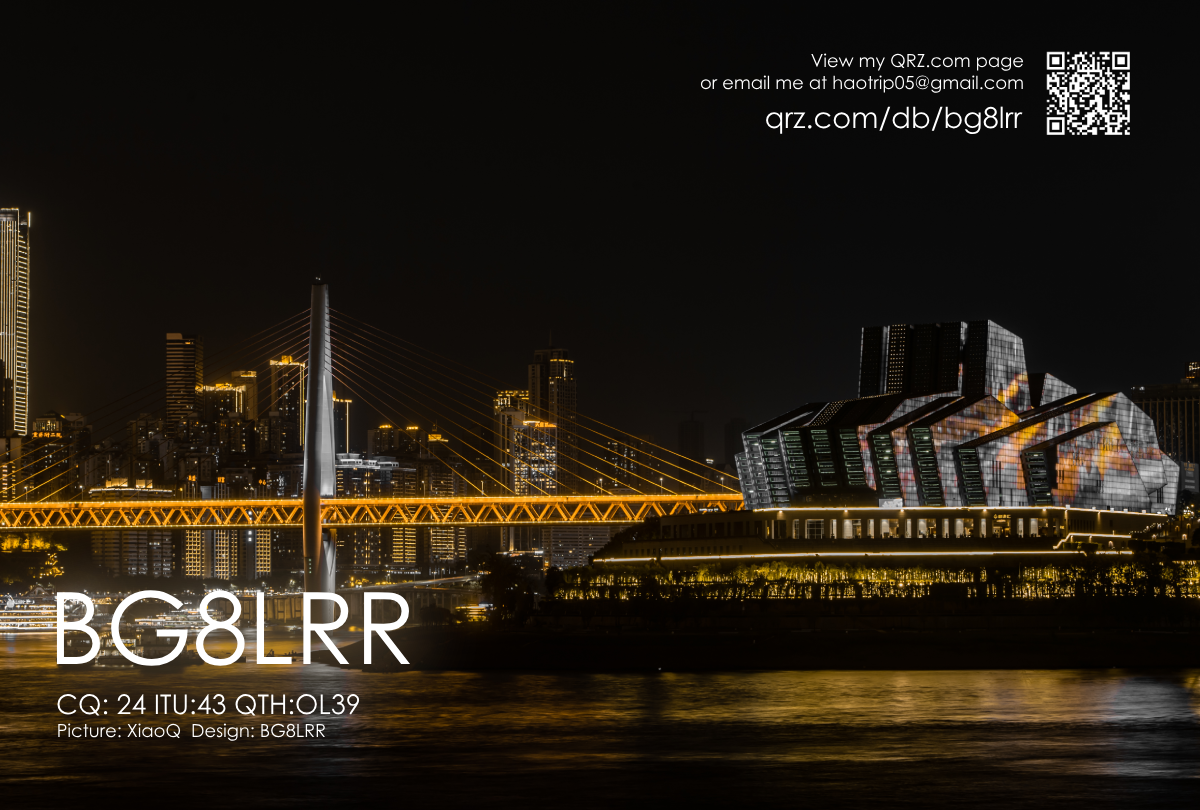 View my QRZ.com page
or email me at haotrip05@gmail.com
qrz.com/db/bg8lrr
BG8LRR
CQ: 24 ITU:43 QTH:OL39
Picture: XiaoQ  Design: BG8LRR